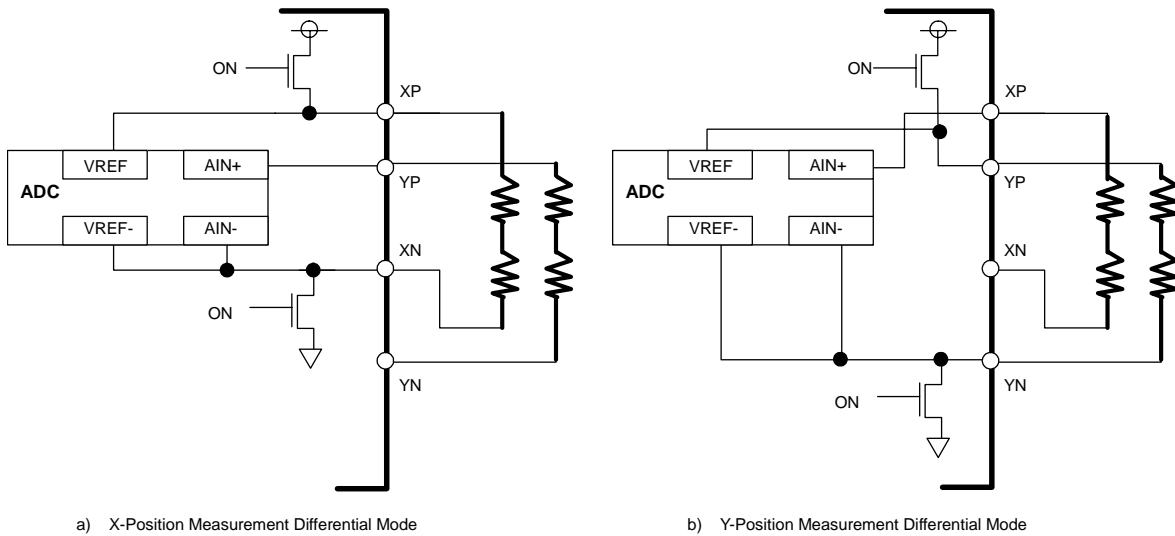 ON
XP
VREF
AIN+
YP
ADC
VREF-
AIN-
XN
ON
YN
a) X-Position Measurement Differential Mode
ON
XP
VREF
AIN+
YP
ADC
VREF-
AIN-
XN
YN
ON
b) Y-Position Measurement Differential Mode